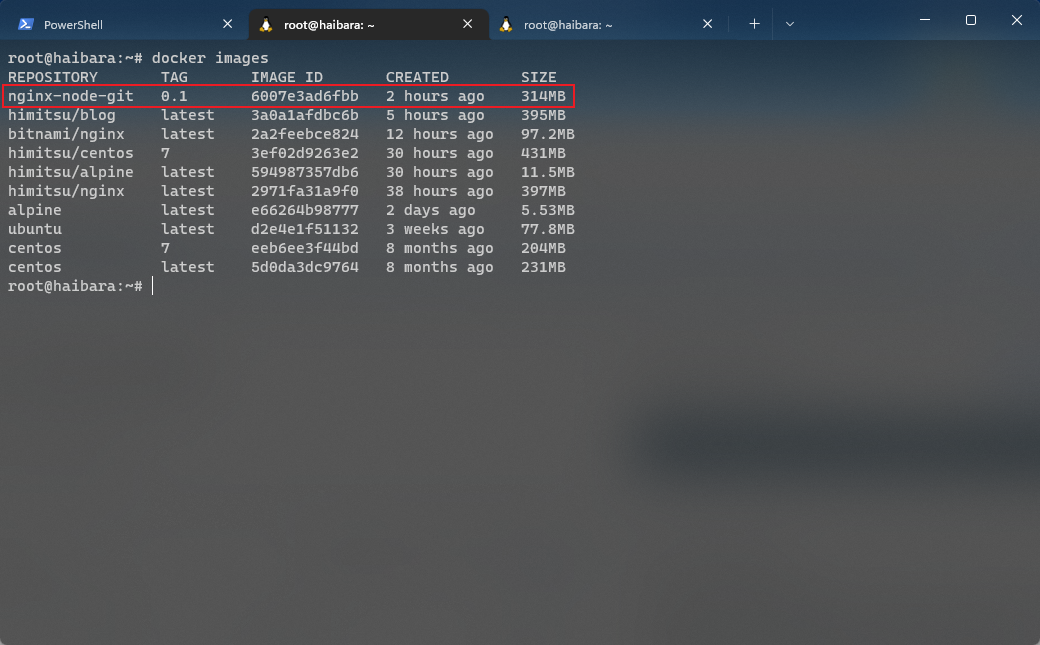 PowerShell root@haibara: ~ root@haibara: ~
root@haibara:~# docker images
REPOSITORY TAG IMAGE ID CREATED SIZE
nginx-node-git 0.1 6007e3ad6fbb 2 hours ago 314MB
himitsu/blog latest 3a0a1afdbc6b 5 hours ago 395MB
bitnami/nginx latest 2a2feebce824 12 hours ago 97.2MB
himitsu/centos 7 3ef02d9263e2 30 hours ago 431MB
himitsu/alpine latest 594987357db6 30 hours ago 11.5MB
himitsu/nginx latest 2971fa31a9f0 38 hours ago 397MB
alpine latest e66264b98777 2 days ago 5.53MB
ubuntu latest d2e4e1f51132 3 weeks ago 77.8MB
centos 7 eeb6ee3f44bd 8 months ago 204MB
centos latest 5d0da3dc9764 8 months ago 231MB
root@haibara:~#